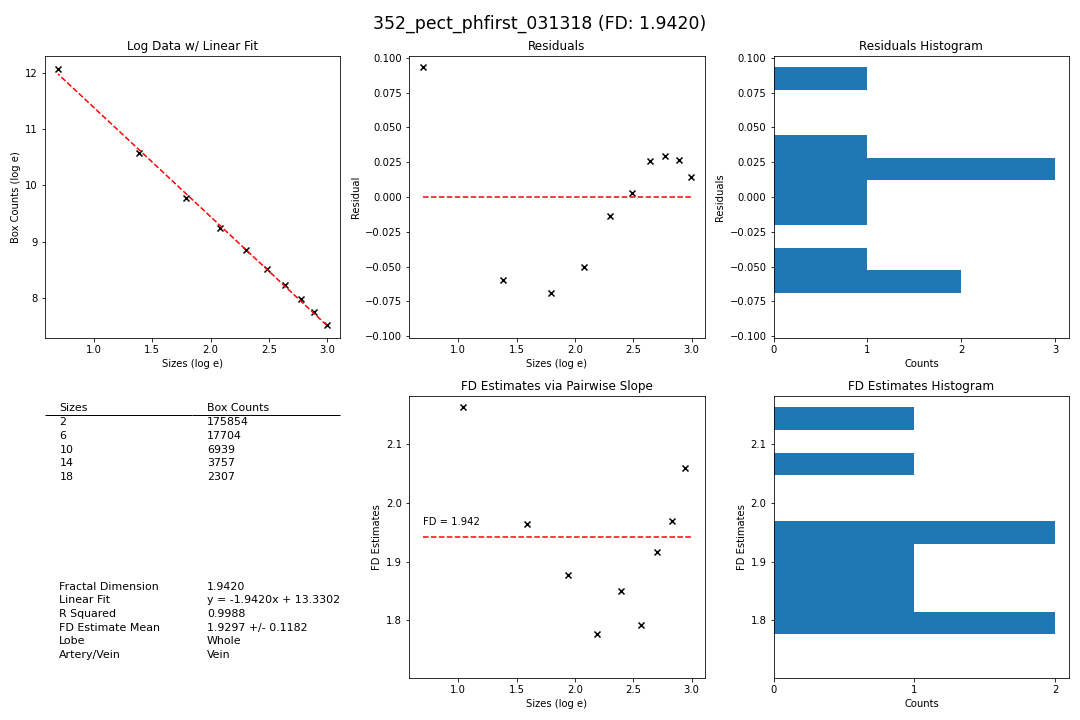 352_pect_phfirst_031318 (FD: 1.9420)
Log Data w/ Linear Fit
Box Counts (log e)
12
11
10
9
8
1.0 1.5 2.0 2.5 3.0
Sizes (log e)
Residuals
Residual
0.100
0.075
0.050
0.025
0.000
−0.025
−0.050
−0.075
−0.100
1.0 1.5 2.0 2.5 3.0
Sizes (log e)
Residuals Histogram
Residuals
0.100
0.075
0.050
0.025
0.000
−0.025
−0.050
−0.075
−0.100
0 1 2 3
Counts
Sizes Box Counts
2 175854
6 17704
10 6939
14 3757
18 2307
Fractal Dimension 1.9420
Linear Fit y = -1.9420x + 13.3302
R Squared 0.9988
FD Estimate Mean 1.9297 +/- 0.1182
Lobe Whole
Artery/Vein Vein
FD Estimates via Pairwise Slope
FD Estimates
2.1
2.0
1.9
1.8
FD = 1.942
1.0 1.5 2.0 2.5 3.0
Sizes (log e)
FD Estimates Histogram
FD Estimates
2.1
2.0
1.9
1.8
0 1 2
Counts